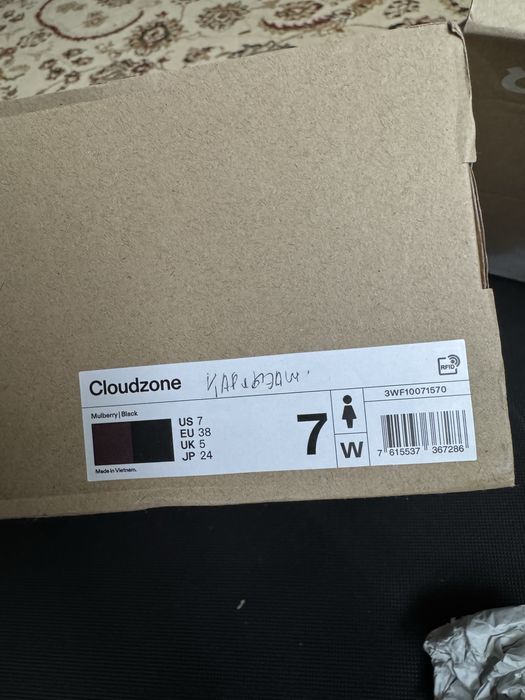 Cloudzone
RFID
3WF10071570
Mulberry | Black
US 7
EU 38
UK 5
JP 24
7
W
7 615537 367286
Made in Vietnam.